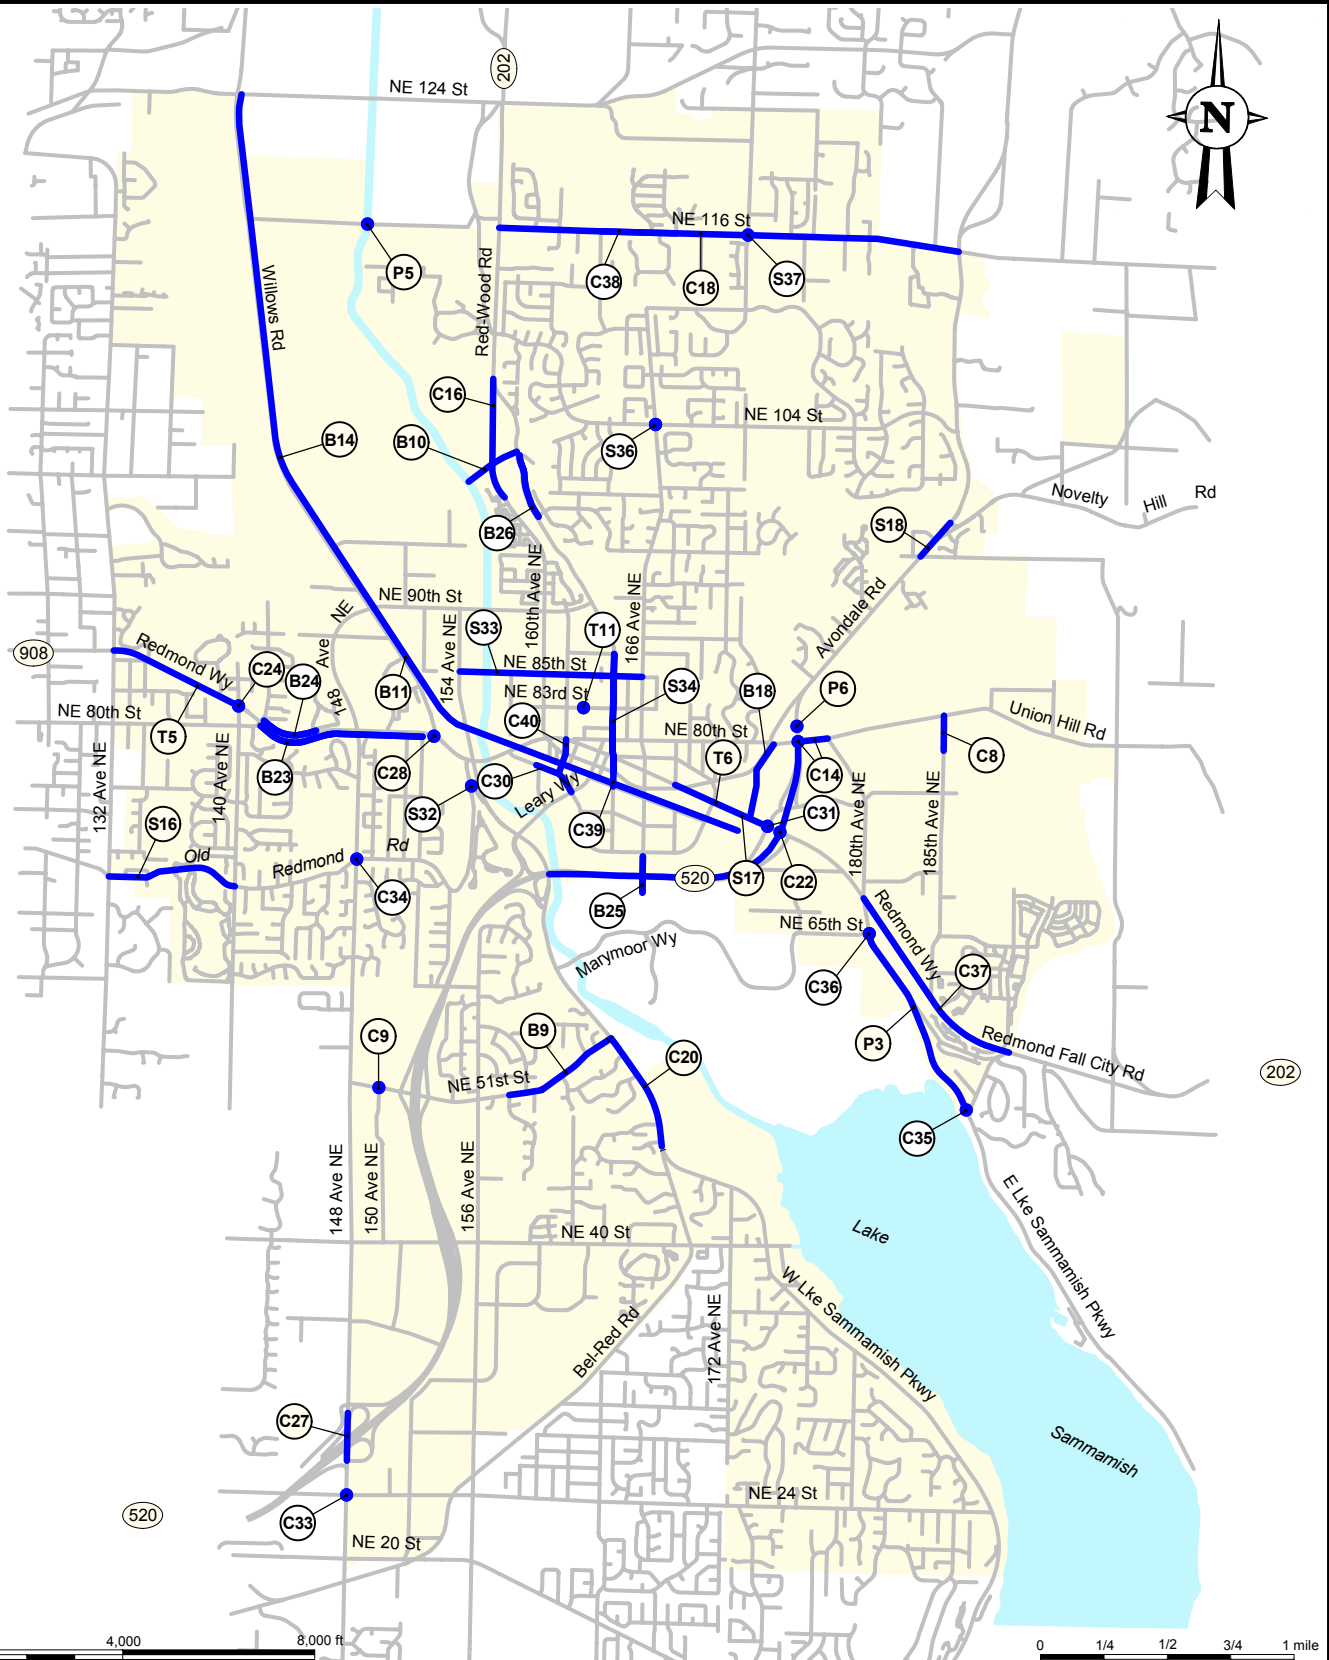 202
NE 124 St
N
NE 116 St
P5
C38
C18
S37
Willows Rd
Red-Wood Rd
C16
NE 104 St
B14
B10
S36
Novelty
Hill
Rd
B26
S18
160th Ave NE
166 Ave NE
NE 90th St
148 Ave NE
Avondale Rd
154 Ave NE
S33
T11
908
Redmond Wy
NE 85th St
C24
B24
B11
NE 83rd St
S34
B18
P6
NE 80th St
T5
C40
NE 80th St
Union Hill Rd
132 Ave NE
140 Ave NE
B23
C28
C30
T6
C14
C8
Leary Wy
S32
C39
C31
180th Ave NE
185th Ave NE
S16
Old
Redmond
Rd
C34
520
S17
C22
B25
Redmond Wy
NE 65th St
Marymoor Wy
C36
C37
C9
B9
P3
Redmond Fall City Rd
C20
NE 51st St
202
C35
148 Ave NE
150 Ave NE
156 Ave NE
E Lke Sammamish Pkwy
NE 40 St
Lake
W Lke Sammamish Pkwy
Bel-Red Rd
172 Ave NE
C27
Sammamish
NE 24 St
520
C33
NE 20 St
4,000
8,000 ft
0
1/4
1/2
3/4
1 mile